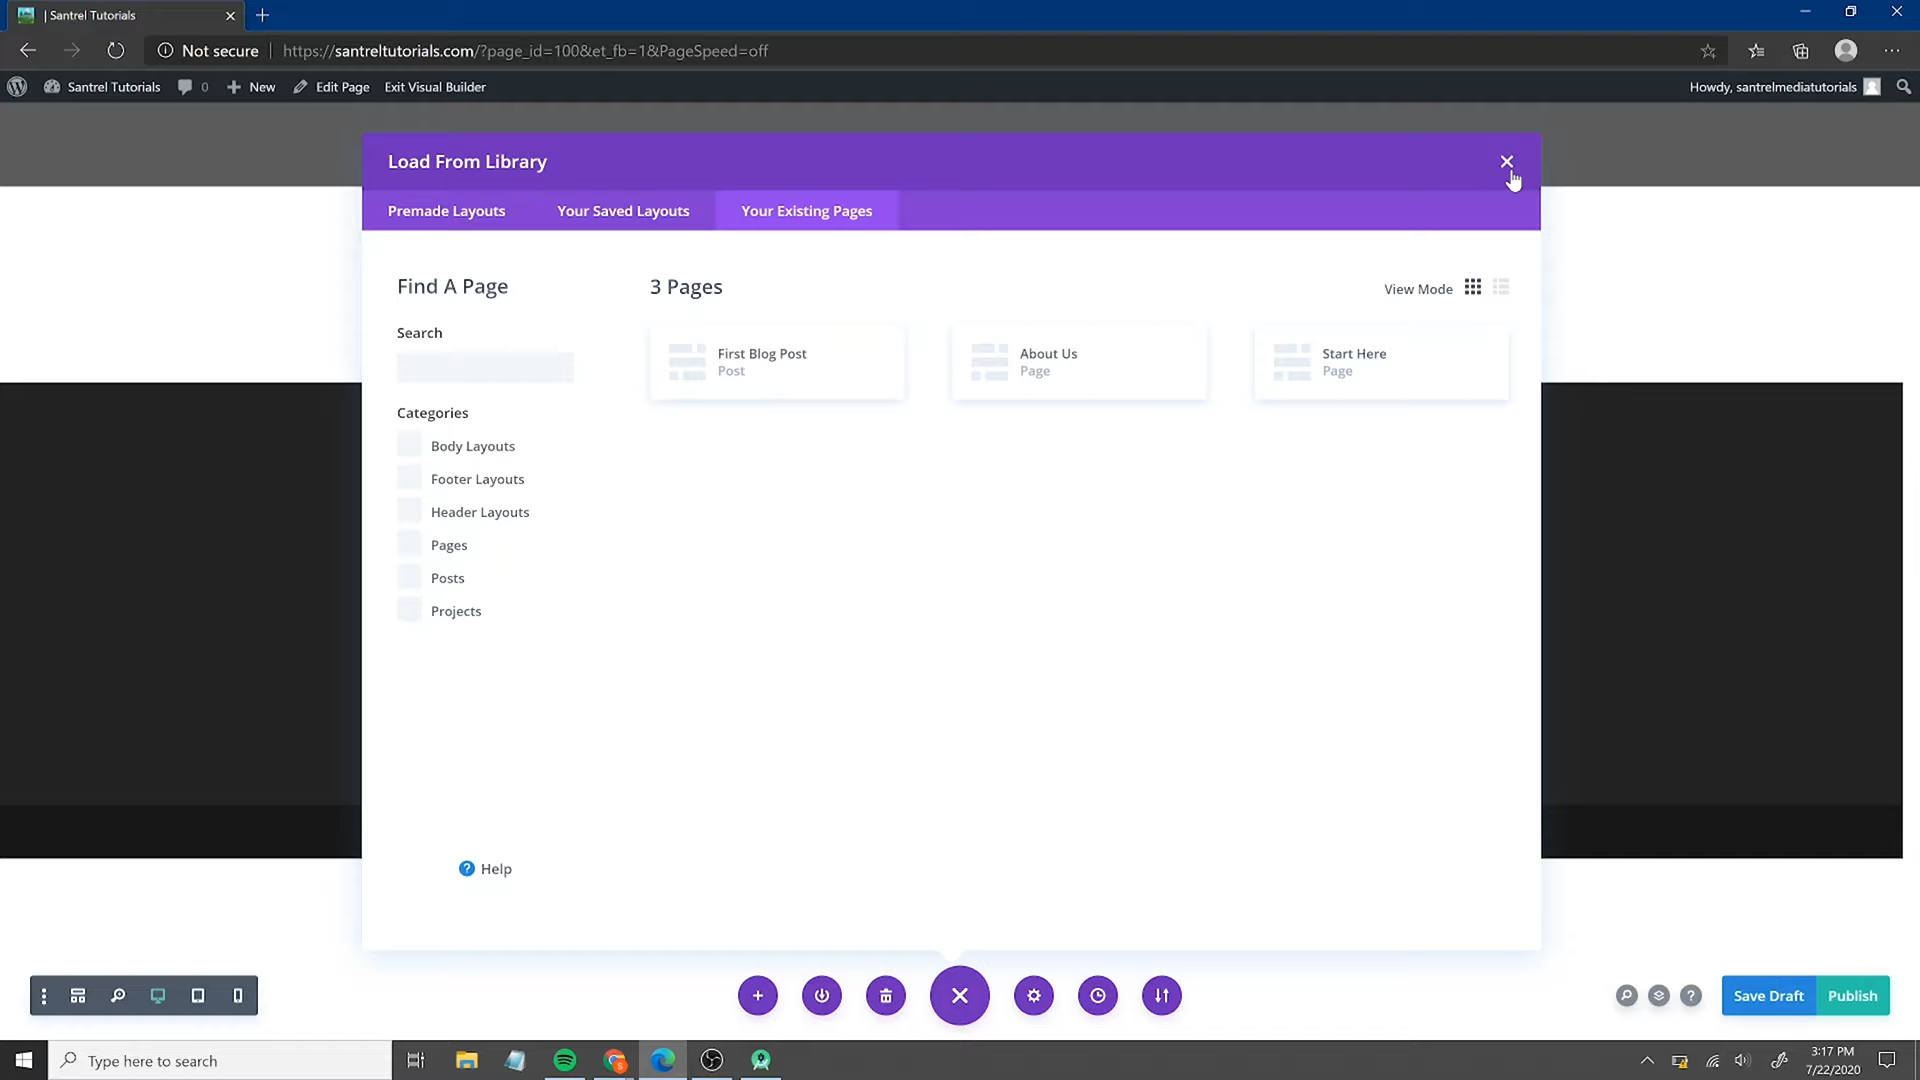 | Santrel Tutorials
Not secure | https://santreltutorials.com/?page_id=100&et_fb=1&PageSpeed=off
Santrel Tutorials 0 New Edit Page Exit Visual Builder Howdy, santrelmediatutorials
Load From Library
Premade Layouts Your Saved Layouts Your Existing Pages
Find A Page
3 Pages
View Mode
Search
First Blog Post
Post
About Us
Page
Start Here
Page
Categories
Body Layouts
Footer Layouts
Header Layouts
Pages
Posts
Projects
? Help
? Save Draft Publish
Type here to search
3:17 PM
7/22/2020